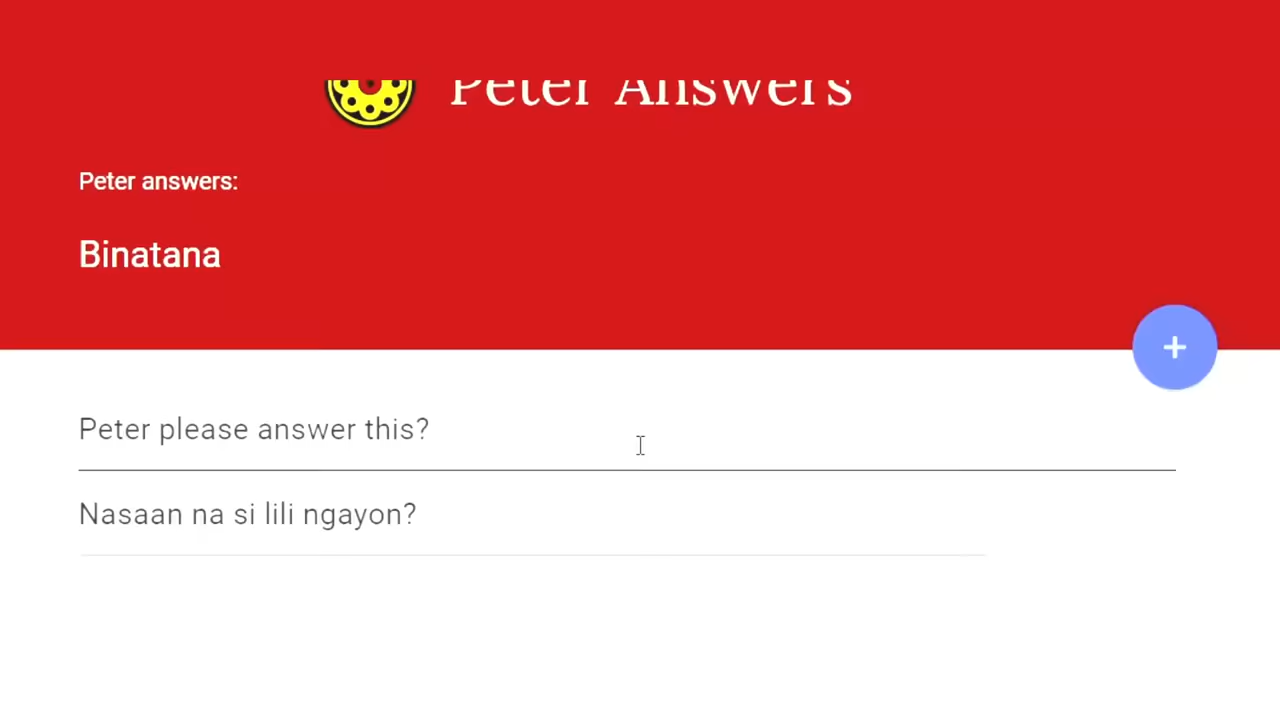 Peter Answers
Peter answers:
Binatana
+
Peter please answer this?
Nasaan na si lili ngayon?